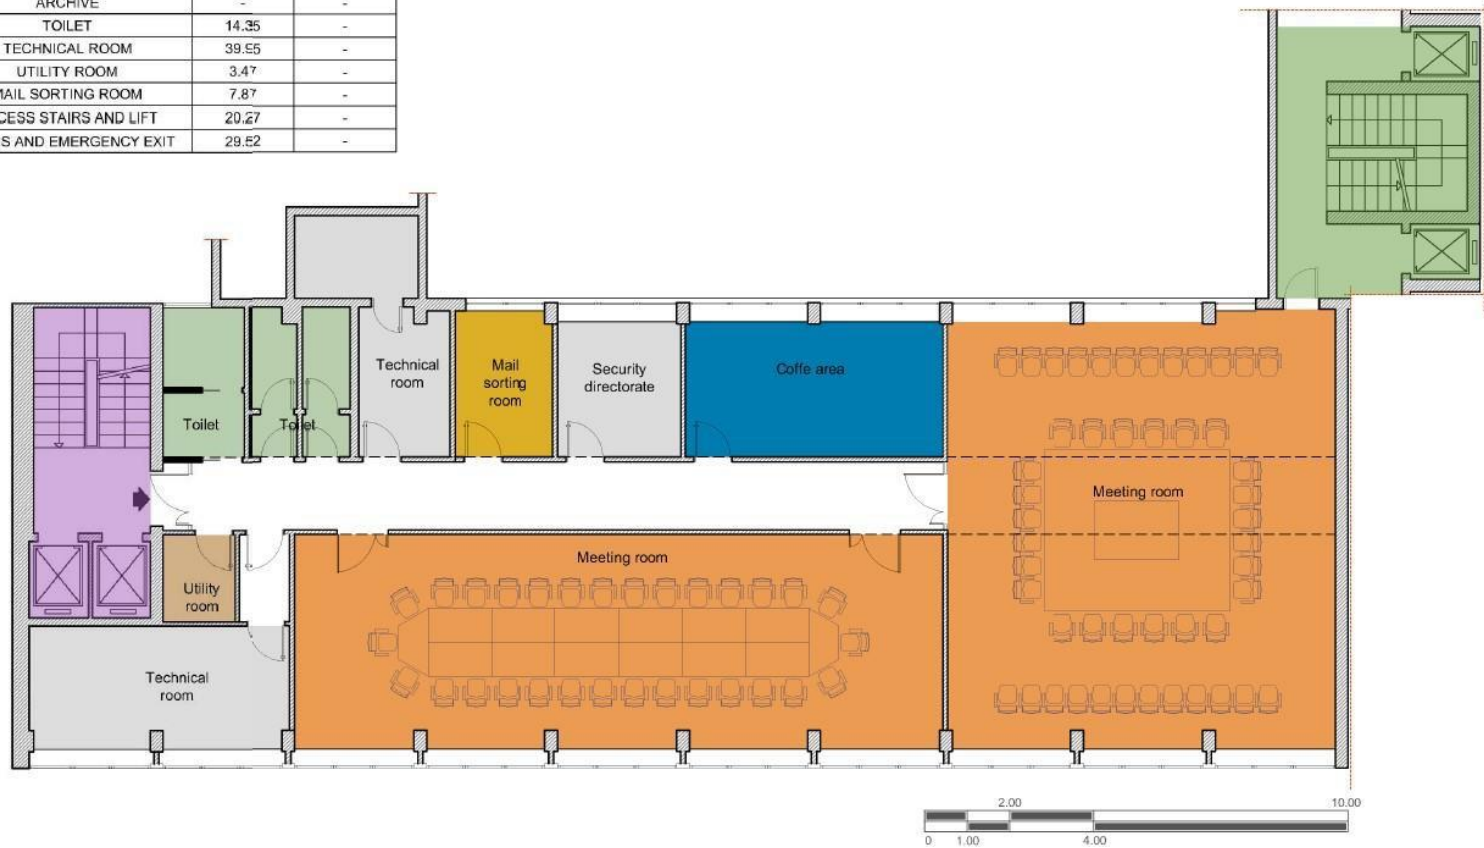 ARCHIVE - -
TOILET 14.35 -
TECHNICAL ROOM 39.55 -
UTILITY ROOM 3.47 -
MAIL SORTING ROOM 7.87 -
CESS STAIRS AND LIFT 20.27 -
S AND EMERGENCY EXIT 29.52 -
Technical
room
Mail
sorting
room
Security
directorate
Coffe area
Toilet
Toilet
Meeting room
Meeting room
Utility
room
Technical
room
2.00 10.00
0 1.00 4.00